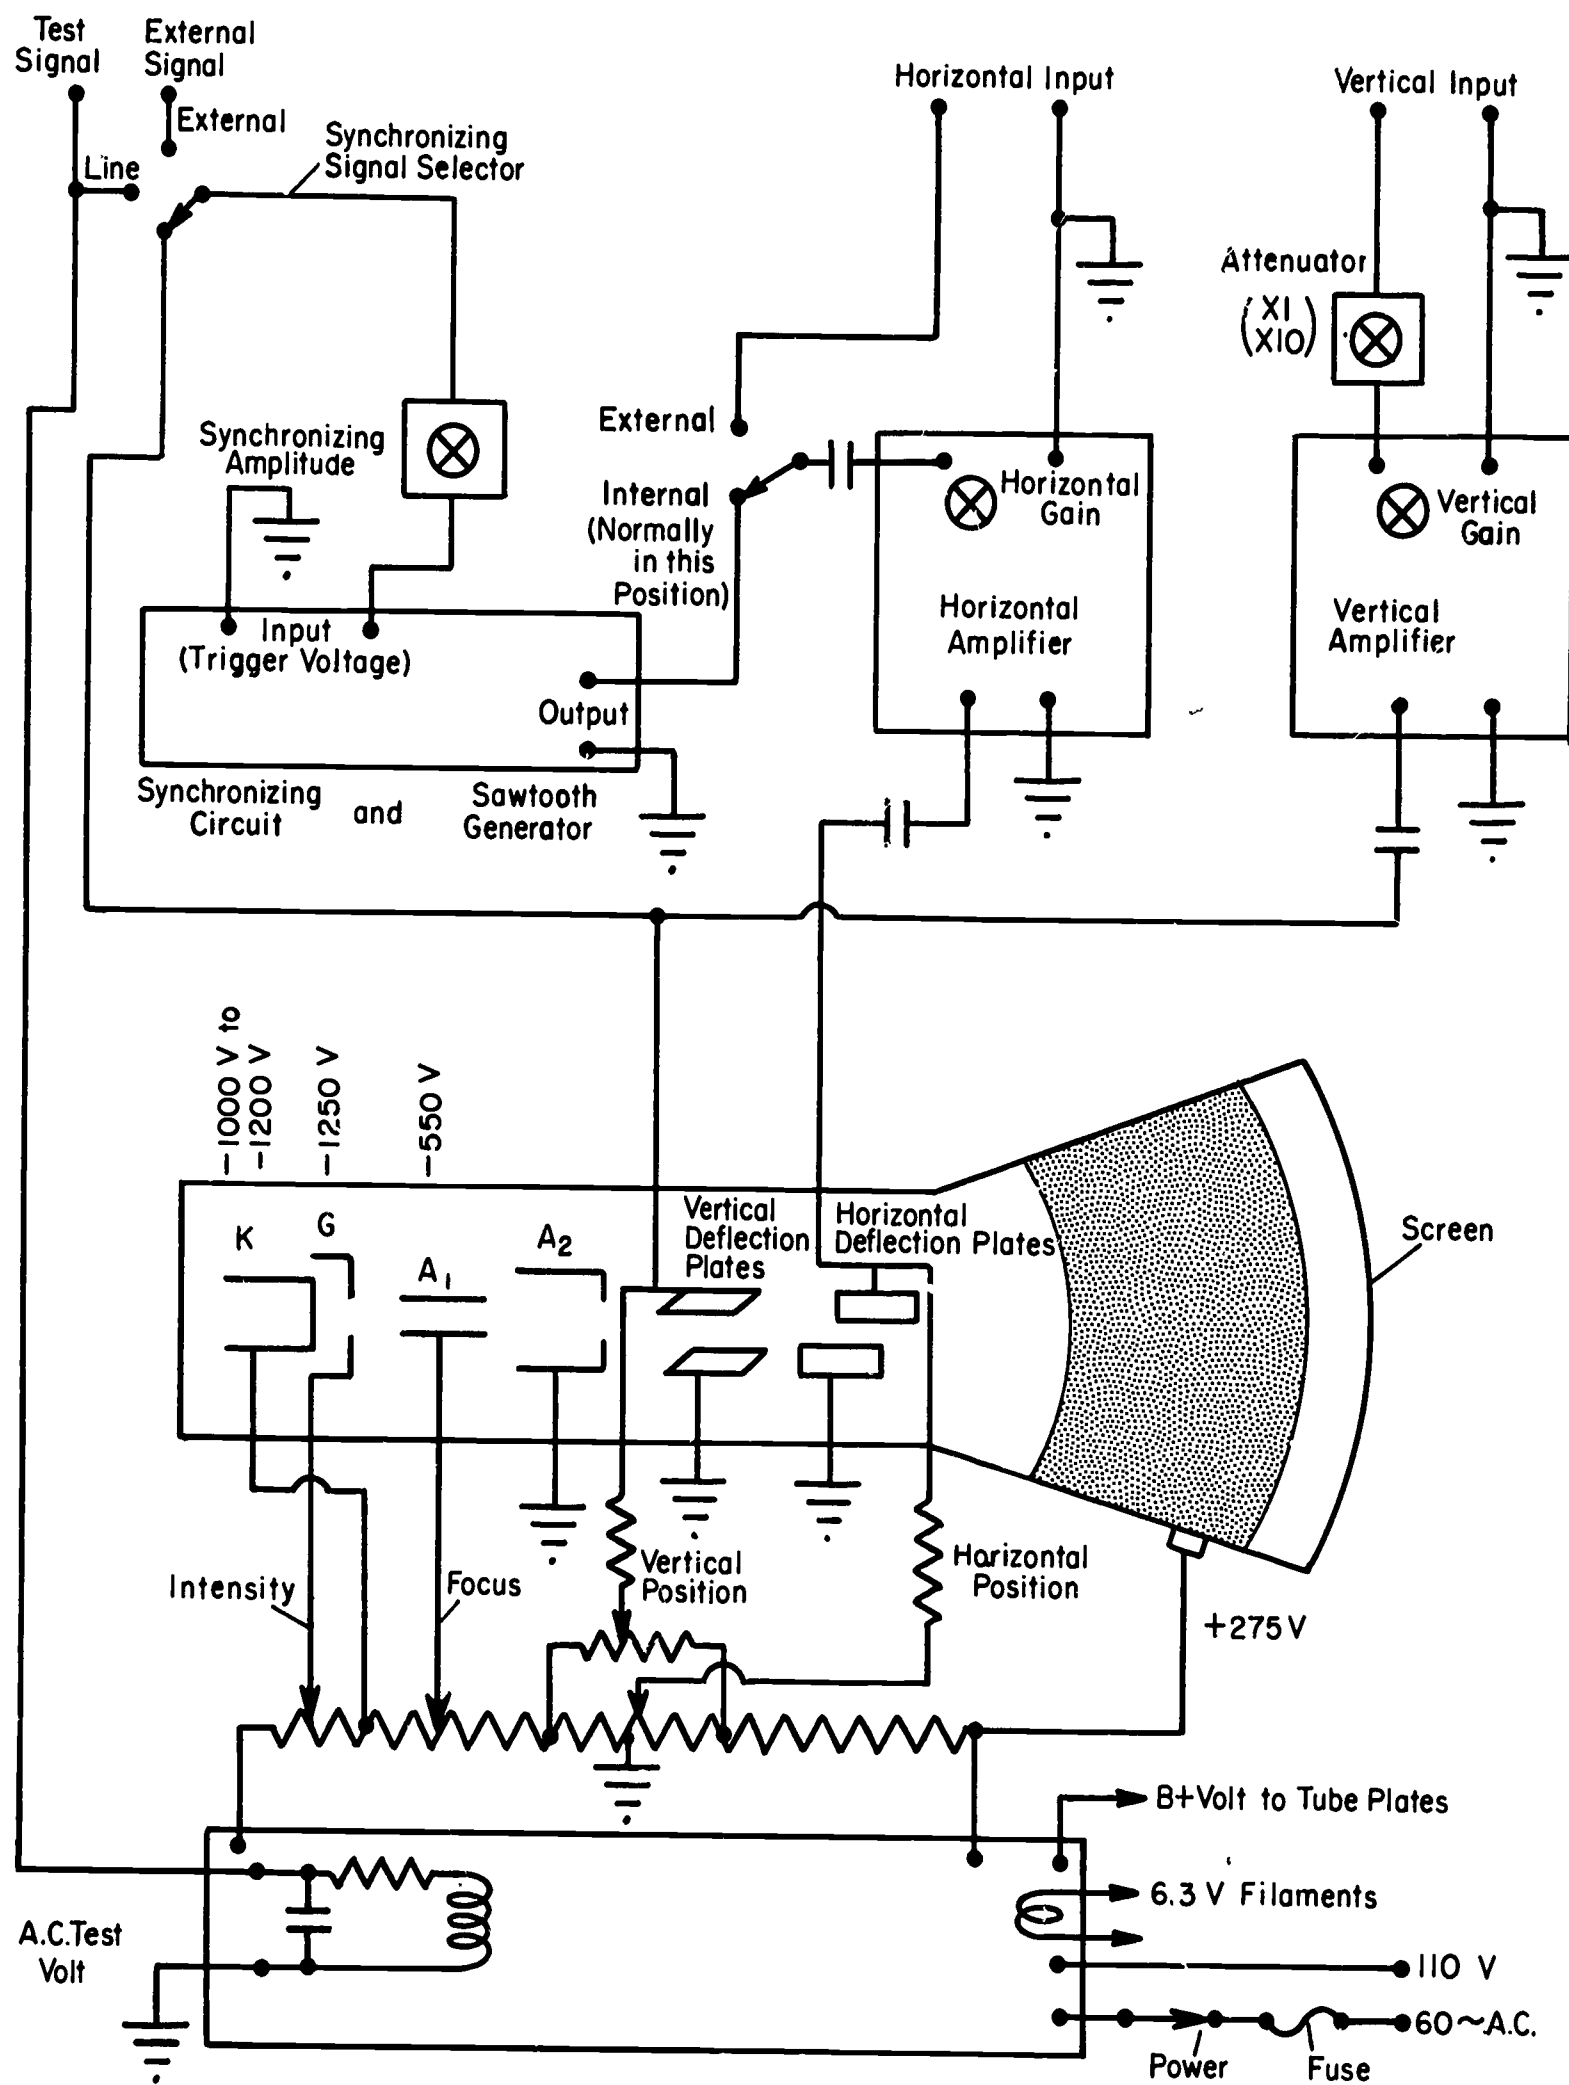 Test
Signal
External
Signal
External
Line
Synchronizing
Signal Selector
Horizontal Input
Vertical Input
Attenuator
(X1
X10)
Synchronizing
Amplitude
External
Internal
(Normally
in this
Position)
Horizontal
Gain
Vertical
Gain
Horizontal
Amplifier
Vertical
Amplifier
Input
(Trigger Voltage)
Output
Synchronizing
Circuit
and
Sawtooth
Generator
-1000 V to
-1200 V
-1250 V
-550 V
K
G
A1
A2
Vertical
Deflection
Plates
Horizontal
Deflection Plates
Screen
Intensity
Focus
Vertical
Position
Horizontal
Position
+275 V
B+Volt to Tube Plates
6.3 V Filaments
A.C.Test
Volt
110 V
60~A.C.
Power
Fuse